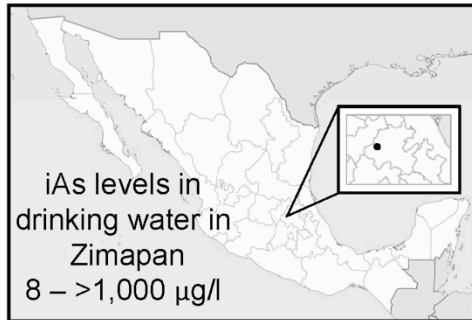 iAs levels in
drinking water in
Zimapan
8 – >1,000 μg/l